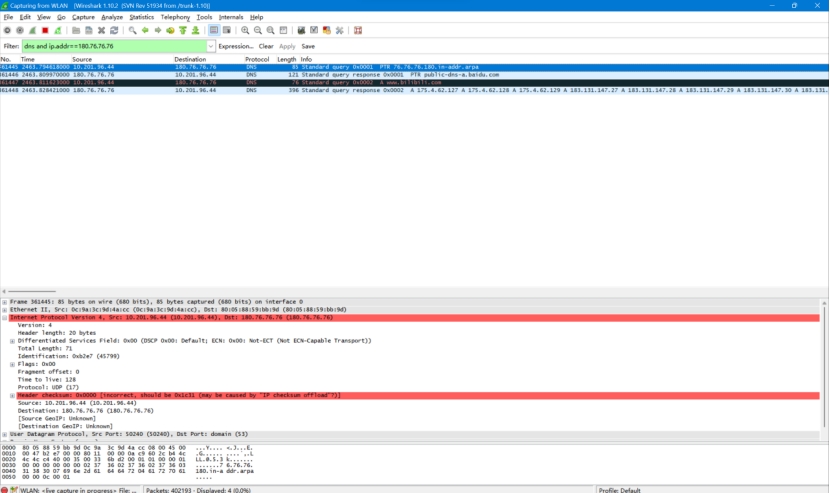 Capturing from WLAN [Wireshark 1.10.2 (SVN Rev 51934 from /trunk-1.10)]
File Edit View Go Capture Analyze Statistics Telephony Tools Internals Help
Filter: dns and ip.addr==180.76.76.76 Expression... Clear Apply Save
No. Time Source Destination Protocol Length Info
361445 2463.794618000 10.201.96.44 180.76.76.76 DNS 85 Standard query 0x0001 PTR 76.76.76.180.in-addr.arpa
361446 2463.809970000 180.76.76.76 10.201.96.44 DNS 121 Standard query response 0x0001 PTR public-dns-a.baidu.com
361447 2463.811623000 10.201.96.44 180.76.76.76 DNS 76 Standard query 0x0002 A www.bilibili.com
361448 2463.828421000 180.76.76.76 10.201.96.44 DNS 396 Standard query response 0x0002 A 175.4.62.127 A 175.4.62.128 A 175.4.62.129 A 183.131.147.27 A 183.131.147.28 A 183.131.147.29 A 183.131.147.30 A 183.131.
Frame 361445: 85 bytes on wire (680 bits), 85 bytes captured (680 bits) on interface 0
Ethernet II, Src: 0c:9a:3c:9d:4a:cc (0c:9a:3c:9d:4a:cc), Dst: 80:05:88:59:bb:9d (80:05:88:59:bb:9d)
Internet Protocol Version 4, Src: 10.201.96.44 (10.201.96.44), Dst: 180.76.76.76 (180.76.76.76)
Version: 4
Header length: 20 bytes
Differentiated Services Field: 0x00 (DSCP 0x00: Default; ECN: 0x00: Not-ECT (Not ECN-Capable Transport))
Total Length: 71
Identification: 0xb2e7 (45799)
Flags: 0x00
Fragment offset: 0
Time to live: 128
Protocol: UDP (17)
Header checksum: 0x0000 [incorrect, should be 0x1c31 (may be caused by "IP checksum offload"?)]
Source: 10.201.96.44 (10.201.96.44)
Destination: 180.76.76.76 (180.76.76.76)
[Source GeoIP: Unknown]
[Destination GeoIP: Unknown]
User Datagram Protocol, Src Port: 50240 (50240), Dst Port: domain (53)
0000 80 05 88 59 bb 9d 0c 9a 3c 9d 4a cc 08 00 45 00 ...Y.... <.J...E.
0010 00 47 b2 e7 00 00 80 11 00 00 0a c9 60 2c b4 4c .G...... ....`,.L
0020 4c 4c c4 40 00 35 00 33 6b d2 00 01 01 00 00 01 LL.@.5.3 k.......
0030 00 00 00 00 00 00 02 37 36 02 37 36 02 37 36 03 .......7 6.76.76.
0040 31 38 30 07 69 6e 2d 61 64 64 72 04 61 72 70 61 180.in-a ddr.arpa
0050 00 00 0c 00 01 .....
WLAN: <live capture in progress> File: ... Packets: 402193 · Displayed: 4 (0.0%) Profile: Default